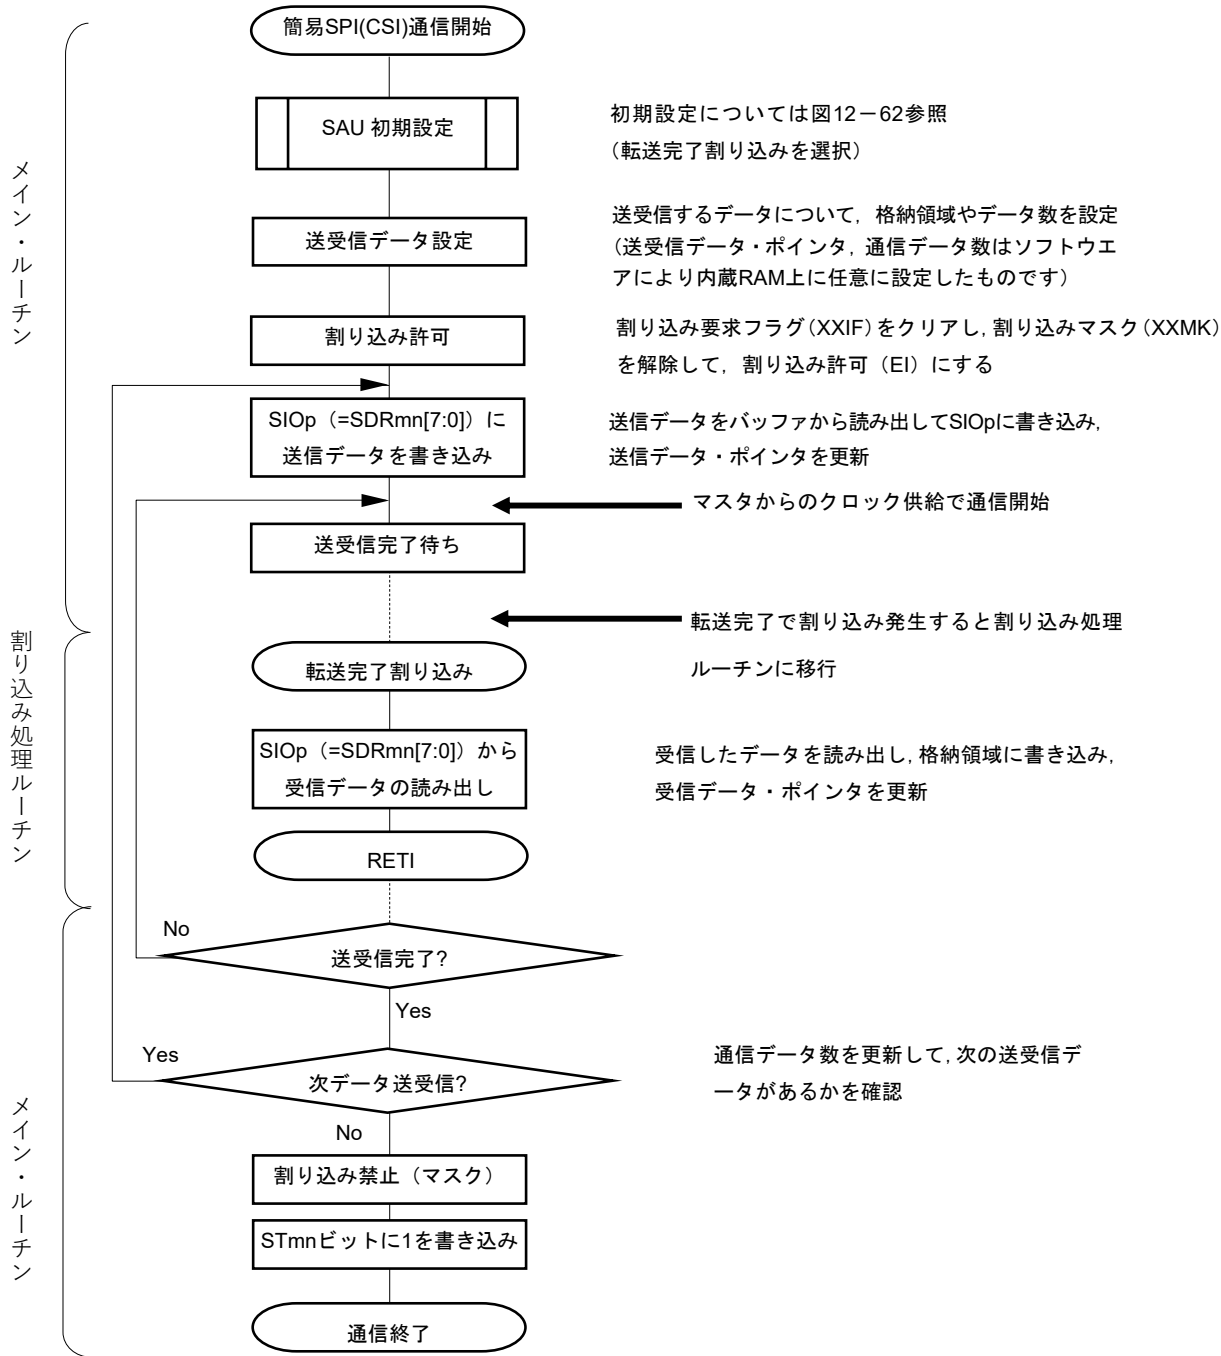 簡易SPI(CSI)通信開始
SAU 初期設定
初期設定については図12-62参照
(転送完了割り込みを選択)
メイン・ルーチン
送受信データ設定
送受信するデータについて, 格納領域やデータ数を設定
(送受信データ・ポインタ, 通信データ数はソフトウエ
アにより内蔵RAM上に任意に設定したものです)
割り込み許可
割り込み要求フラグ(XXIF)をクリアし, 割り込みマスク(XXMK)
を解除して, 割り込み許可(EI)にする
SIOp(=SDRmn[7:0])に
送信データを書き込み
送信データをバッファから読み出してSIOpに書き込み,
送信データ・ポインタを更新
マスタからのクロック供給で通信開始
送受信完了待ち
転送完了で割り込み発生すると割り込み処理
ルーチンに移行
割り込み処理ルーチン
転送完了割り込み
SIOp(=SDRmn[7:0])から
受信データの読み出し
受信したデータを読み出し, 格納領域に書き込み,
受信データ・ポインタを更新
RETI
No
送受信完了?
Yes
Yes
次データ送受信?
通信データ数を更新して, 次の送受信デ
ータがあるかを確認
No
メイン・ルーチン
割り込み禁止(マスク)
STmnビットに1を書き込み
通信終了